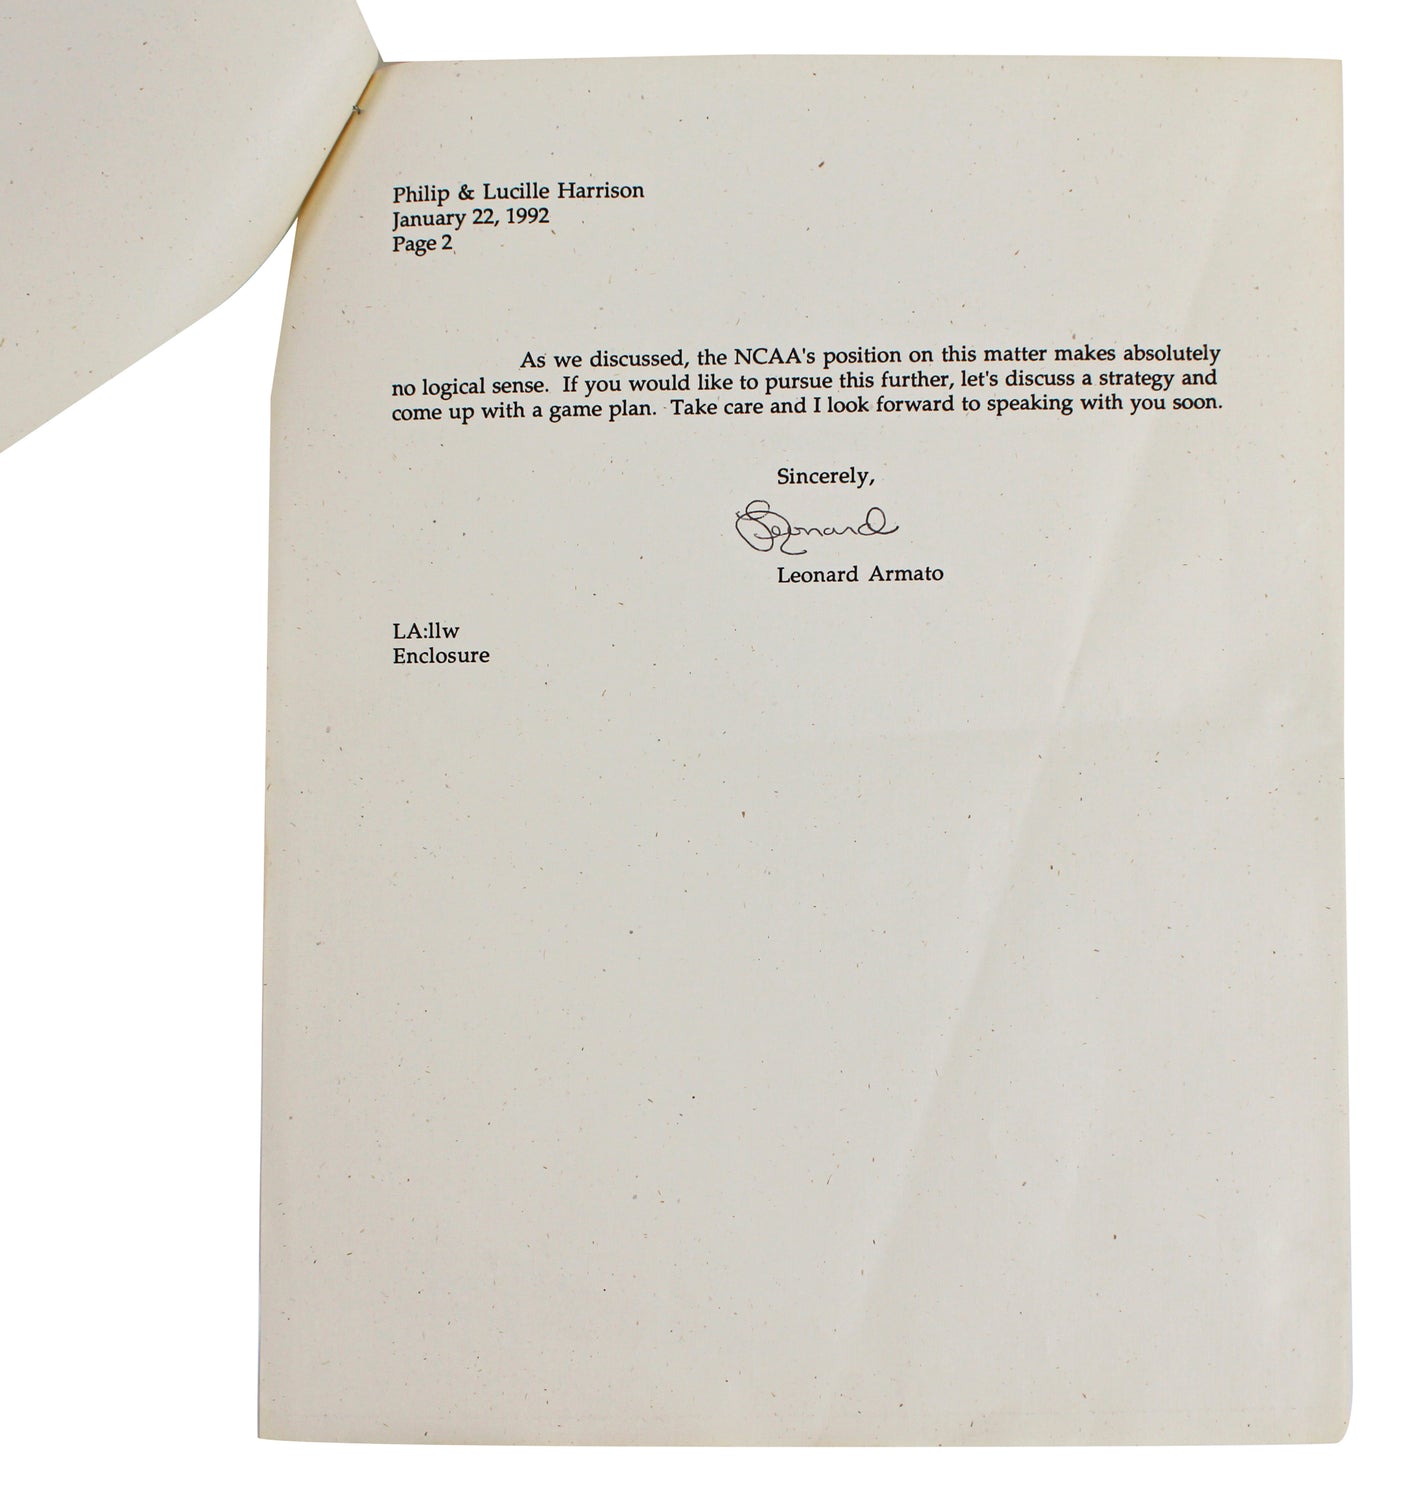 Philip & Lucille Harrison
January 22, 1992
Page 2
As we discussed, the NCAA's position on this matter makes absolutely
no logical sense. If you would like to pursue this further, let's discuss a strategy and
come up with a game plan. Take care and I look forward to speaking with you soon.
Sincerely,
Leonard
Leonard Armato
LA:llw
Enclosure